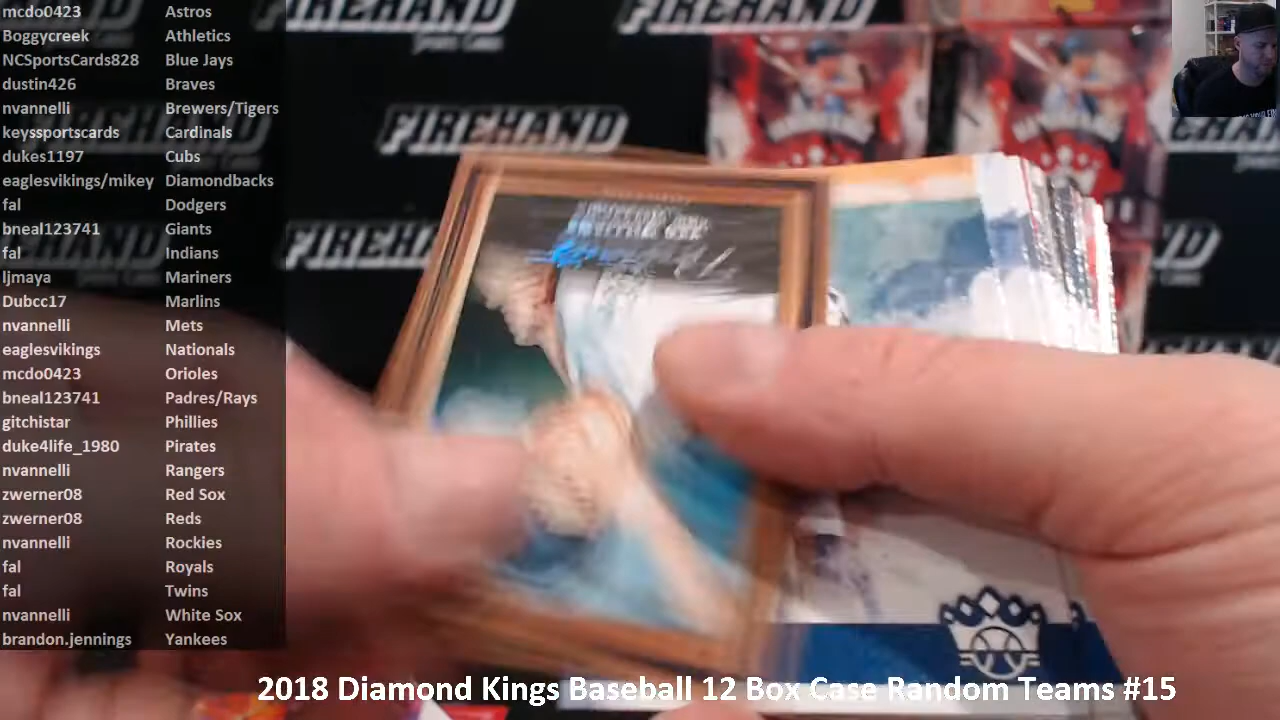 mcdo0423 Astros
Boggycreek Athletics
NCSportsCards828 Blue Jays
dustin426 Braves
nvannelli Brewers/Tigers
keyssportscards Cardinals
dukes1197 Cubs
eaglesvikings/mikey Diamondbacks
fal Dodgers
bneal123741 Giants
fal Indians
ljmaya Mariners
Dubcc17 Marlins
nvannelli Mets
eaglesvikings Nationals
mcdo0423 Orioles
bneal123741 Padres/Rays
gitchistar Phillies
duke4life_1980 Pirates
nvannelli Rangers
zwerner08 Red Sox
zwerner08 Reds
nvannelli Rockies
fal Royals
fal Twins
nvannelli White Sox
brandon.jennings Yankees
FIREHAND
FIREHAND
2018 Diamond Kings Baseball 12 Box Case Random Teams #15